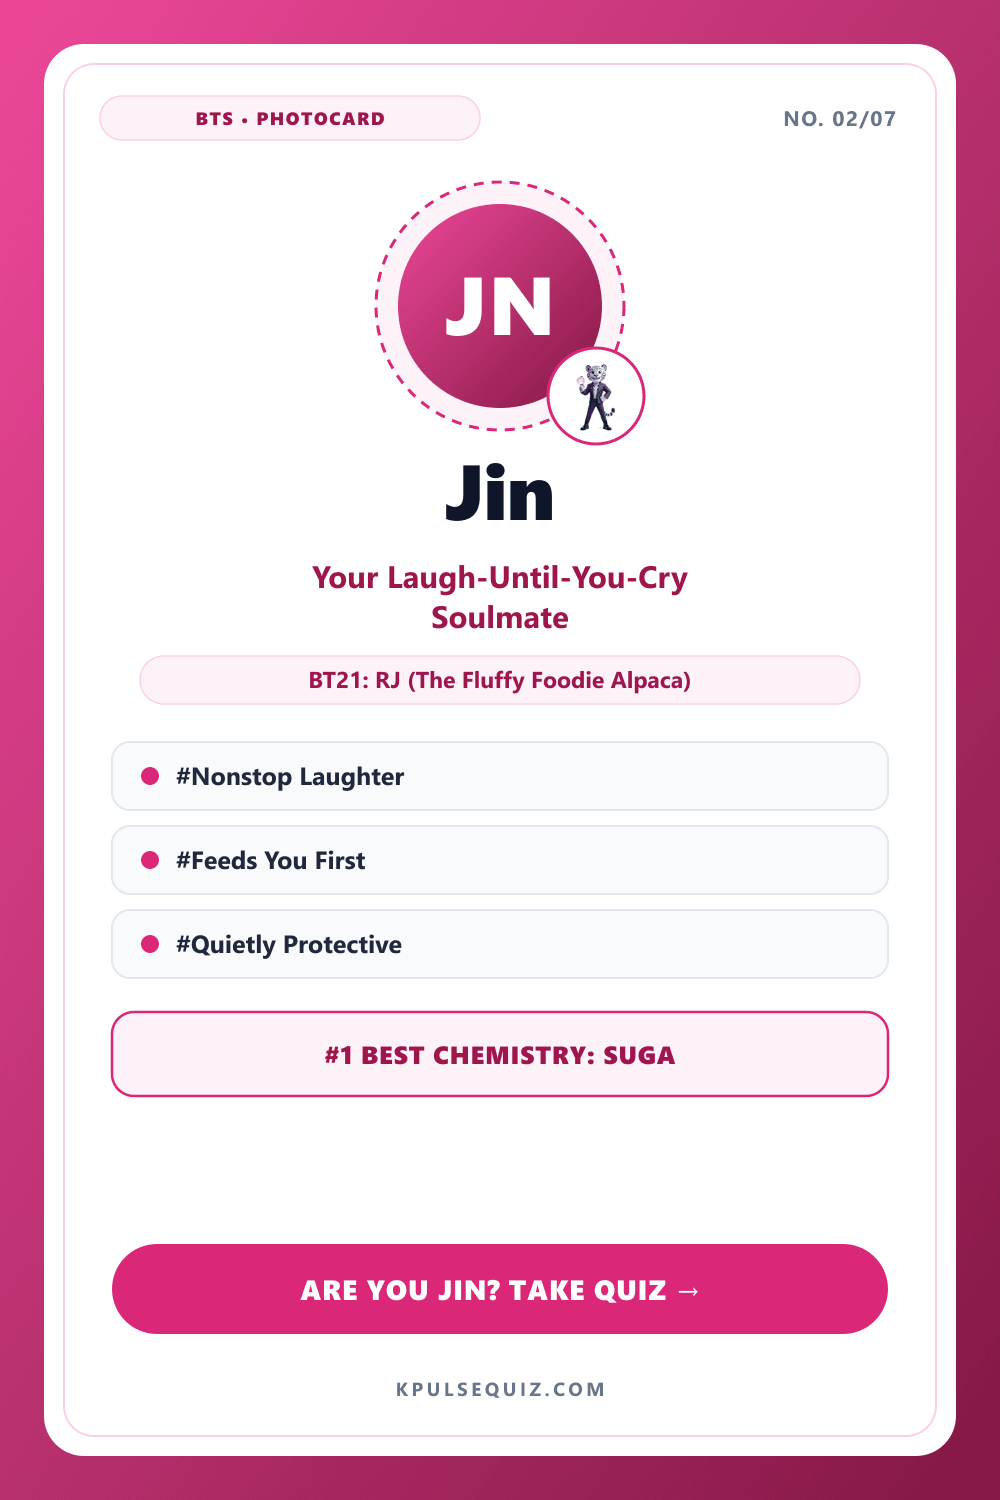 BTS • PHOTOCARD
NO. 02/07
JN
Jin
Your Laugh-Until-You-Cry
Soulmate
BT21: RJ (The Fluffy Foodie Alpaca)
#Nonstop Laughter
#Feeds You First
#Quietly Protective
#1 BEST CHEMISTRY: SUGA
ARE YOU JIN? TAKE QUIZ →
KPULSEQUIZ.COM